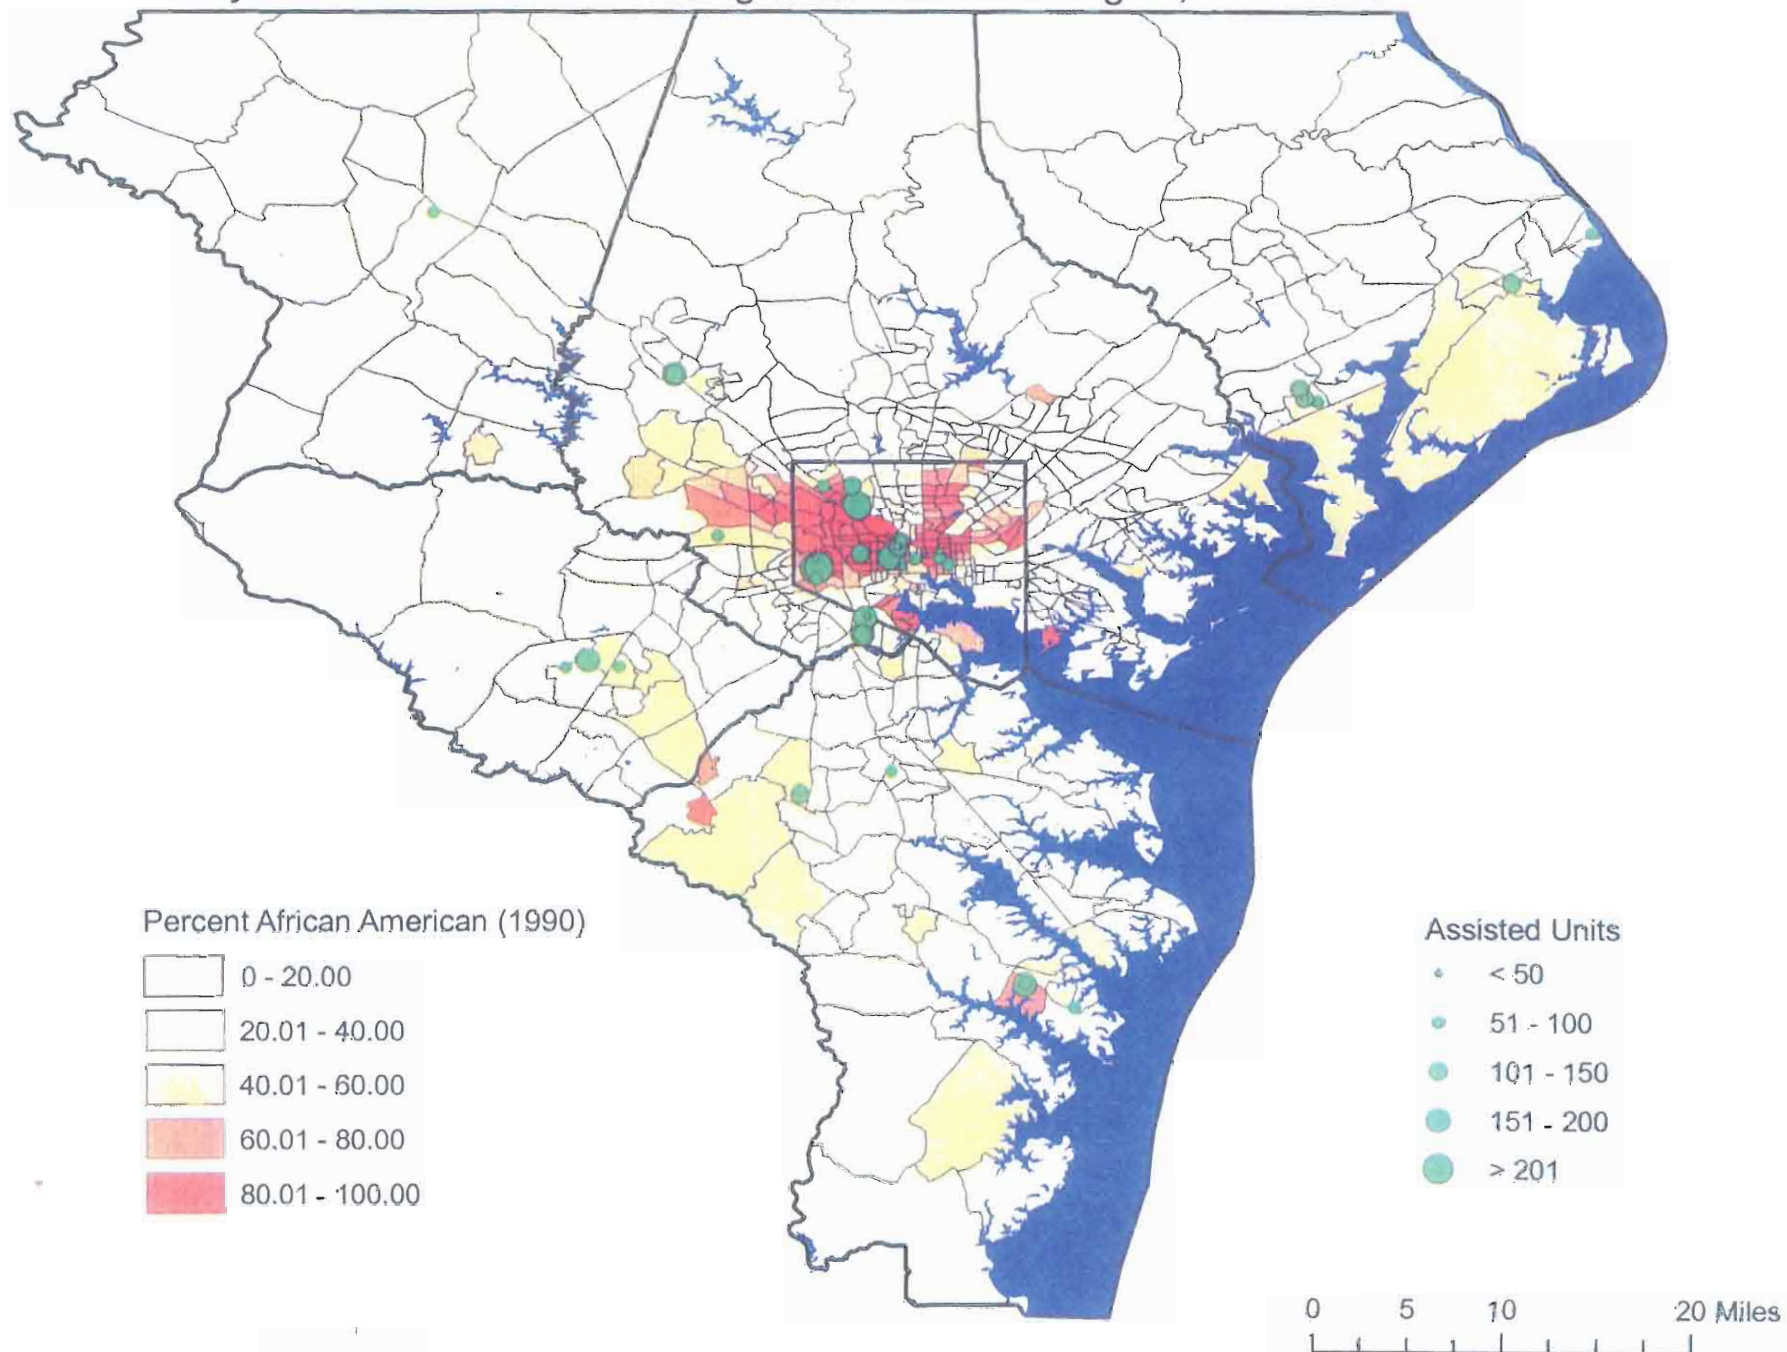 Percent African American (1990)
0 - 20.00
20.01 - 40.00
40.01 - 60.00
60.01 - 80.00
80.01 - 100.00
Assisted Units
< 50
51 - 100
101 - 150
151 - 200
> 201
0 5 10 20 Miles